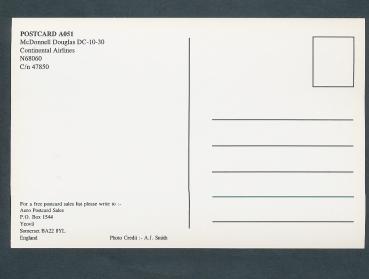 POSTCARD A051
McDonnell Douglas DC-10-30
Continental Airlines
N68060
C/n 47850
For a free postcard sales list please write to :-
Aero Postcard Sales
P.O. Box 1544
Yeovil
Somerset BA22 8YL
England
Photo Credit :- A.J. Smith